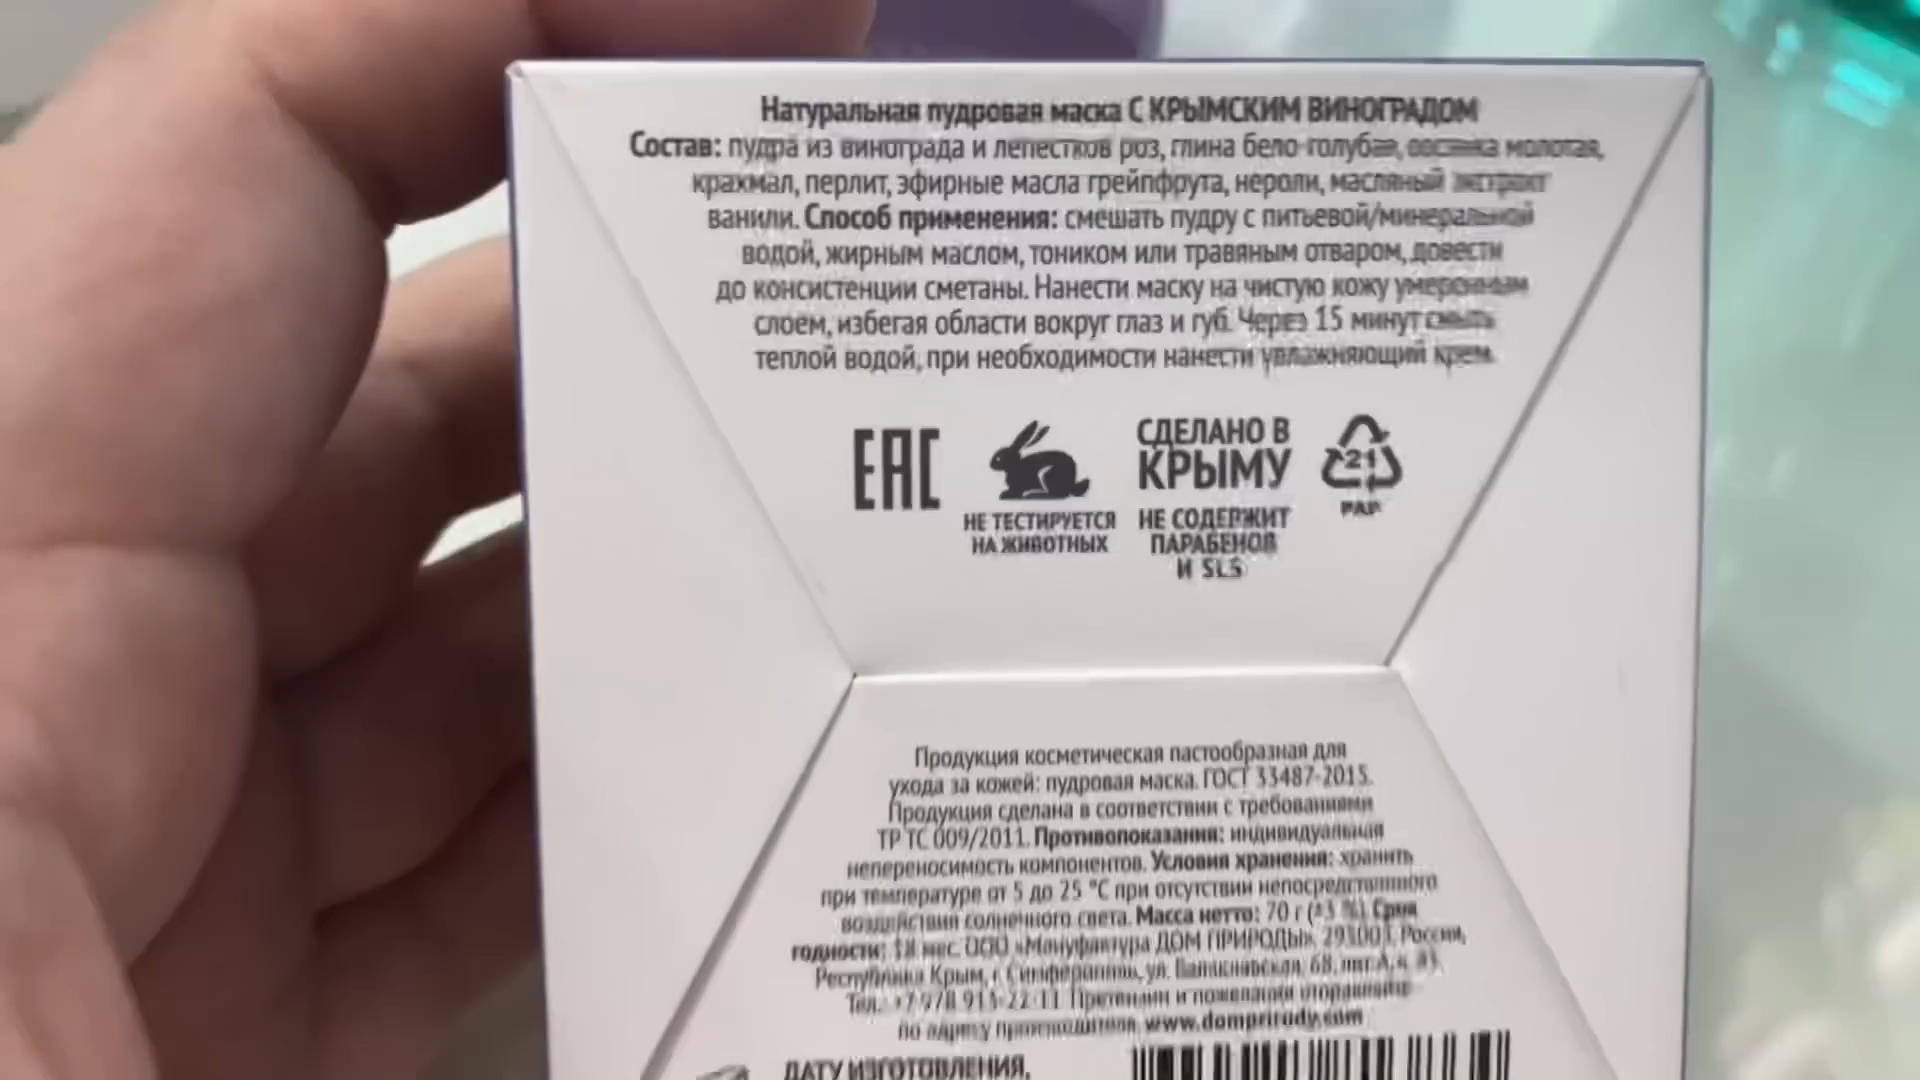 Натуральная пудровая маска С КРЫМСКИМ ВИНОГРАДОМ
Состав: пудра из винограда и лепестков роз, глина бело-голубая, овсянка молотая,
крахмал, перлит, эфирные масла грейпфрута, нероли, масляный экстракт
ванили. Способ применения: смешать пудру с питьевой/минеральной
водой, жирным маслом, тоником или травяным отваром, довести
до консистенции сметаны. Нанести маску на чистую кожу умеренным
слоем, избегая области вокруг глаз и губ. Через 15 минут смыть
теплой водой, при необходимости нанести увлажняющий крем.
EAC
НЕ ТЕСТИРУЕТСЯ
НА ЖИВОТНЫХ
СДЕЛАНО В
КРЫМУ
НЕ СОДЕРЖИТ
ПАРАБЕНОВ
И SLS
21
PAP
Продукция косметическая пастообразная для
ухода за кожей: пудровая маска. ГОСТ 33487-2015.
Продукция сделана в соответствии с требованиями
ТР ТС 009/2011. Противопоказания: индивидуальная
непереносимость компонентов. Условия хранения: хранить
при температуре от 5 до 25 °С при отсутствии непосредственного
воздействия солнечного света. Масса нетто: 70 г (±3 %). Срок
годности: 18 мес. ООО «Мануфактура ДОМ ПРИРОДЫ», Россия,
Республика Крым, г. Симферополь, ул. 68, лит.
Тел.: +7 978 913-22-11 Претензии и пожелания отправляйте
по адресу производителя, www.domprirody.com
ДАТУ ИЗГОТОВЛЕНИЯ,